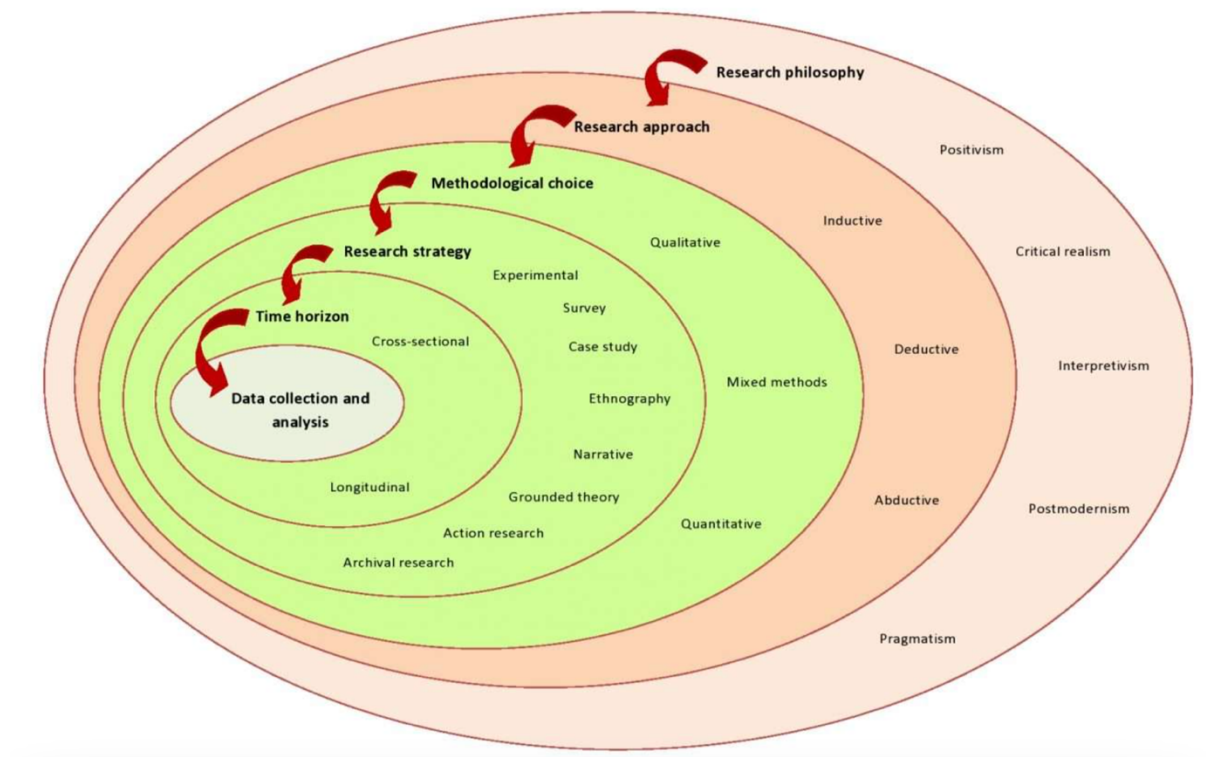 Research philosophy
Research approach
Positivism
Methodological choice
Inductive
Qualitative
Research strategy
Critical realism
Experimental
Survey
Time horizon
Cross-sectional
Case study
Deductive
Interpretivism
Mixed methods
Data collection and
analysis
Ethnography
Narrative
Longitudinal
Grounded theory
Abductive
Postmodernism
Quantitative
Action research
Archival research
Pragmatism